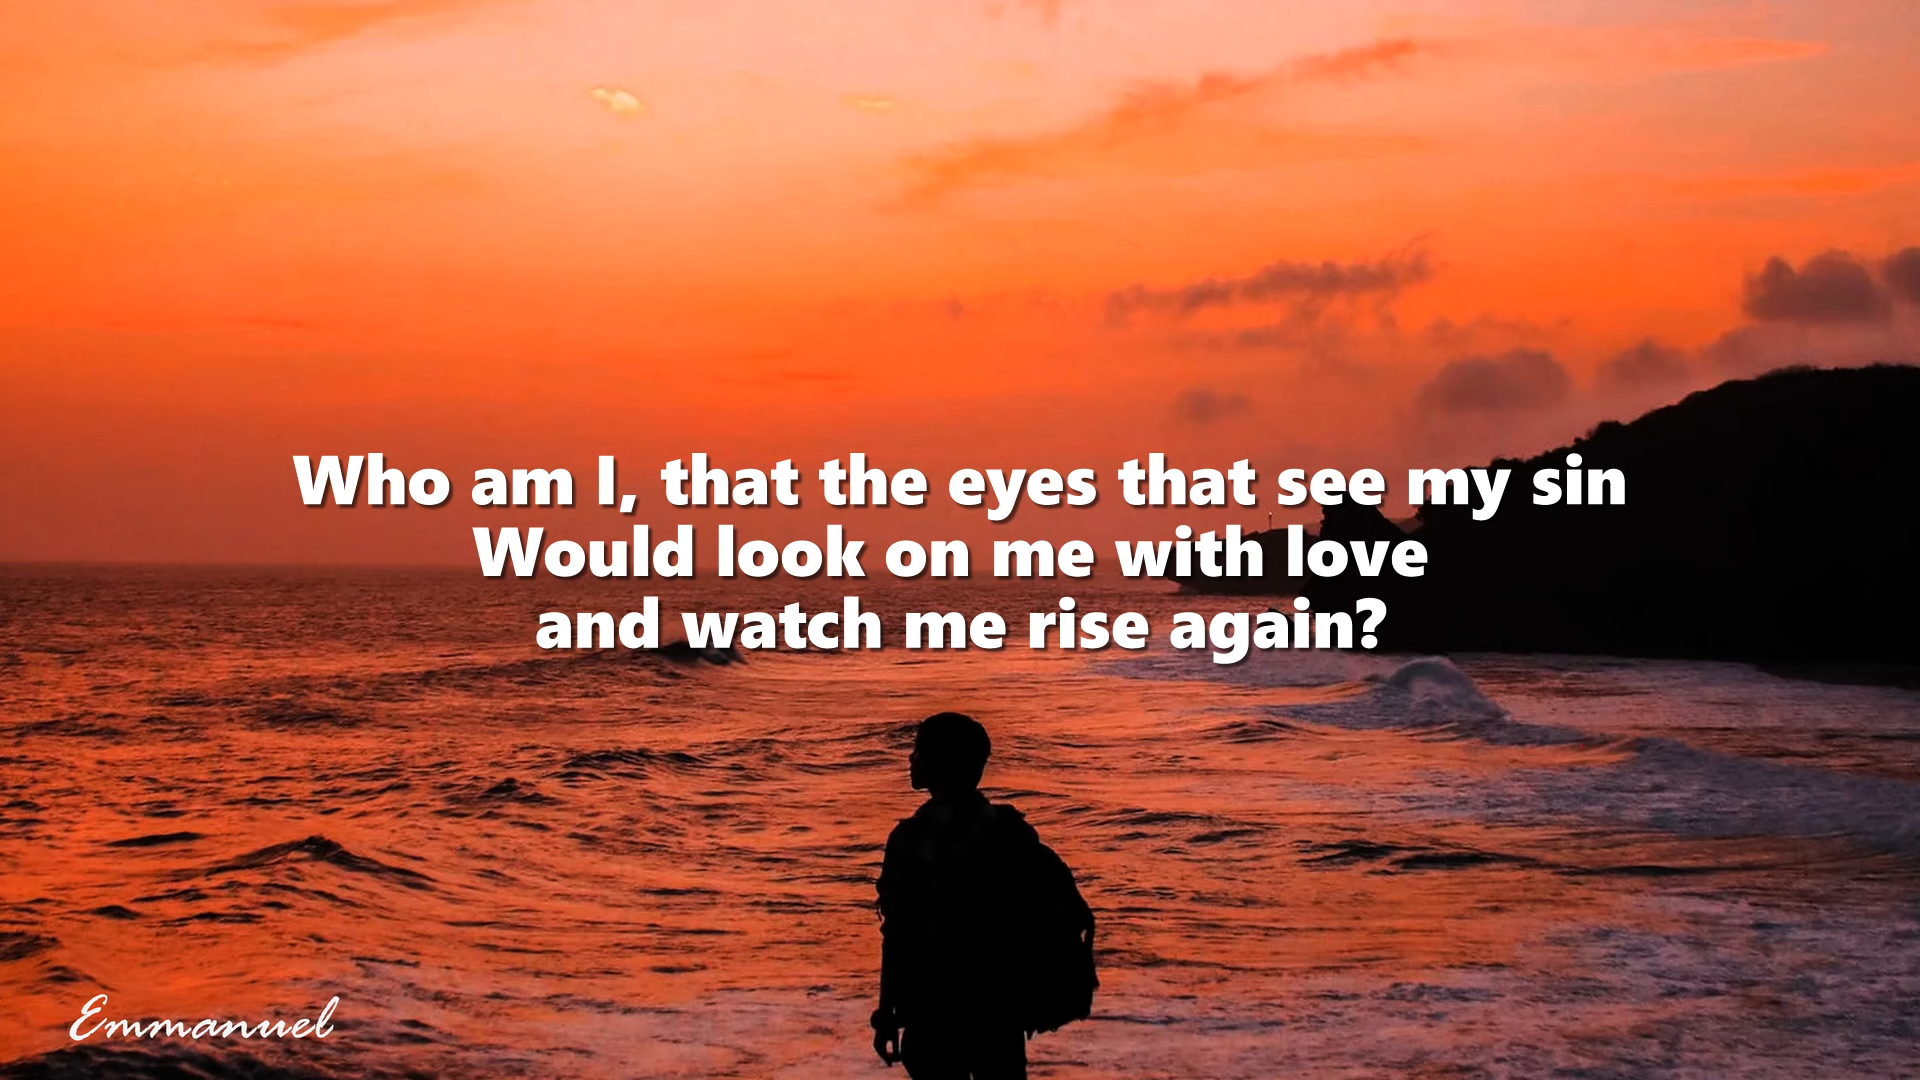 Who am I, that the eyes that see my sin
Would look on me with love
and watch me rise again?
Emmanuel